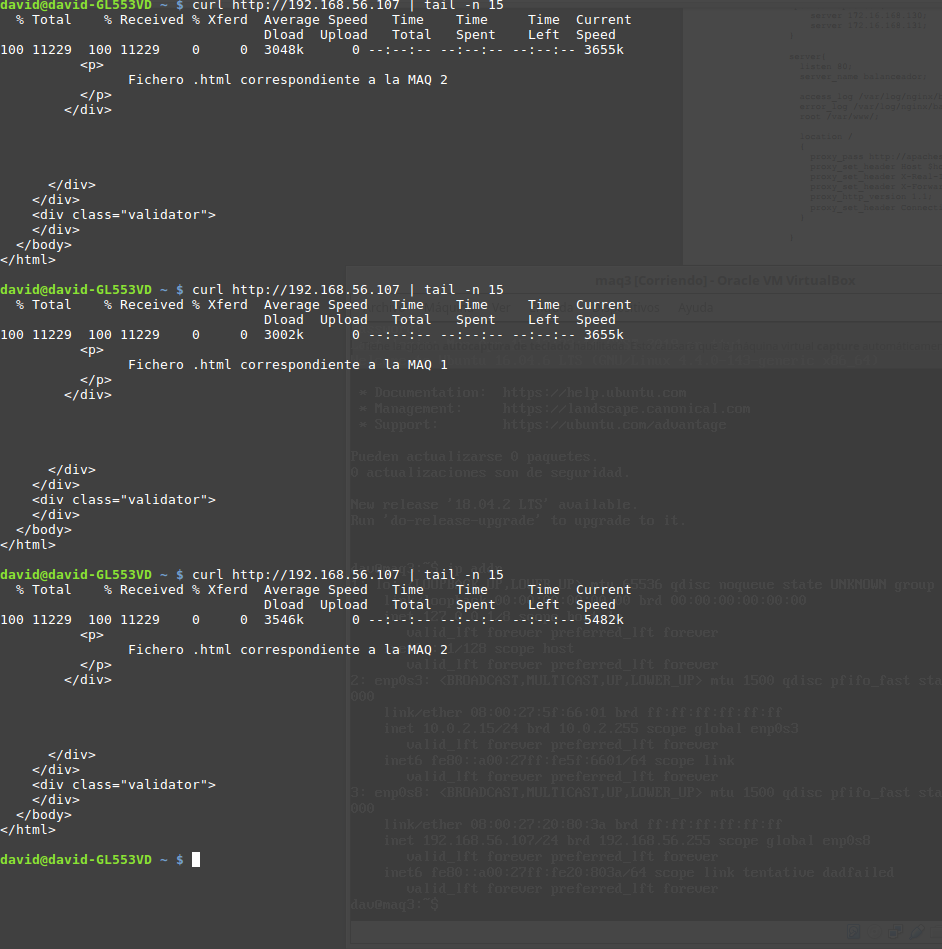 david@david-GL553VD ~ $ curl http://192.168.56.107 | tail -n 15
% Total % Received % Xferd Average Speed Time Time Time Current
Dload Upload Total Spent Left Speed
100 11229 100 11229 0 0 3048k 0 --:--:-- --:--:-- --:--:-- 3655k
<p>
Fichero .html correspondiente a la MAQ 2
</p>
</div>
</div>
</div>
<div class="validator">
</div>
</body>
</html>
david@david-GL553VD ~ $ curl http://192.168.56.107 | tail -n 15
% Total % Received % Xferd Average Speed Time Time Time Current
Dload Upload Total Spent Left Speed
100 11229 100 11229 0 0 3002k 0 --:--:-- --:--:-- --:--:-- 3655k
<p>
Fichero .html correspondiente a la MAQ 1
</p>
</div>
</div>
</div>
<div class="validator">
</div>
</body>
</html>
david@david-GL553VD ~ $ curl http://192.168.56.107 | tail -n 15
% Total % Received % Xferd Average Speed Time Time Time Current
Dload Upload Total Spent Left Speed
100 11229 100 11229 0 0 3546k 0 --:--:-- --:--:-- --:--:-- 5482k
<p>
Fichero .html correspondiente a la MAQ 2
</p>
</div>
</div>
</div>
<div class="validator">
</div>
</body>
</html>
david@david-GL553VD ~ $
maq3 (Corriendo) - Oracle VM VirtualBox
Ayuda
* Documentation: https://help.ubuntu.com
* Management: https://landscape.canonical.com
* Support: https://ubuntu.com/advantage
Pueden actualizarse 0 paquetes.
0 actualizaciones son de seguridad.
New release '18.04.2 LTS' available.
Run 'do-release-upgrade' to upgrade to it.
qdisc noqueue state UNKNOWN group
valid_lft forever preferred_lft forever
scope host
valid_lft forever preferred_lft forever
2: enp0s3: <BROADCAST,MULTICAST,UP,LOWER_UP> mtu 1500 qdisc pfifo_fast sta
000
link/ether 08:00:27:5f:66:01 brd ff:ff:ff:ff:ff:ff
inet 10.0.2.15/24 brd 10.0.2.255 scope global enp0s3
valid_lft forever preferred_lft forever
inet6 fe80::a00:27ff:fe5f:6601/64 scope link
valid_lft forever preferred_lft forever
3: enp0s8: <BROADCAST,MULTICAST,UP,LOWER_UP> mtu 1500 qdisc pfifo_fast sta
000
link/ether 08:00:27:20:80:3a brd ff:ff:ff:ff:ff:ff
inet 192.168.56.107/24 brd 192.168.56.255 scope global enp0s8
valid_lft forever preferred_lft forever
inet6 fe80::a00:27ff:fe20:803a/64 scope link tentative dadfailed
valid_lft forever preferred_lft forever
dav@maq3:~$